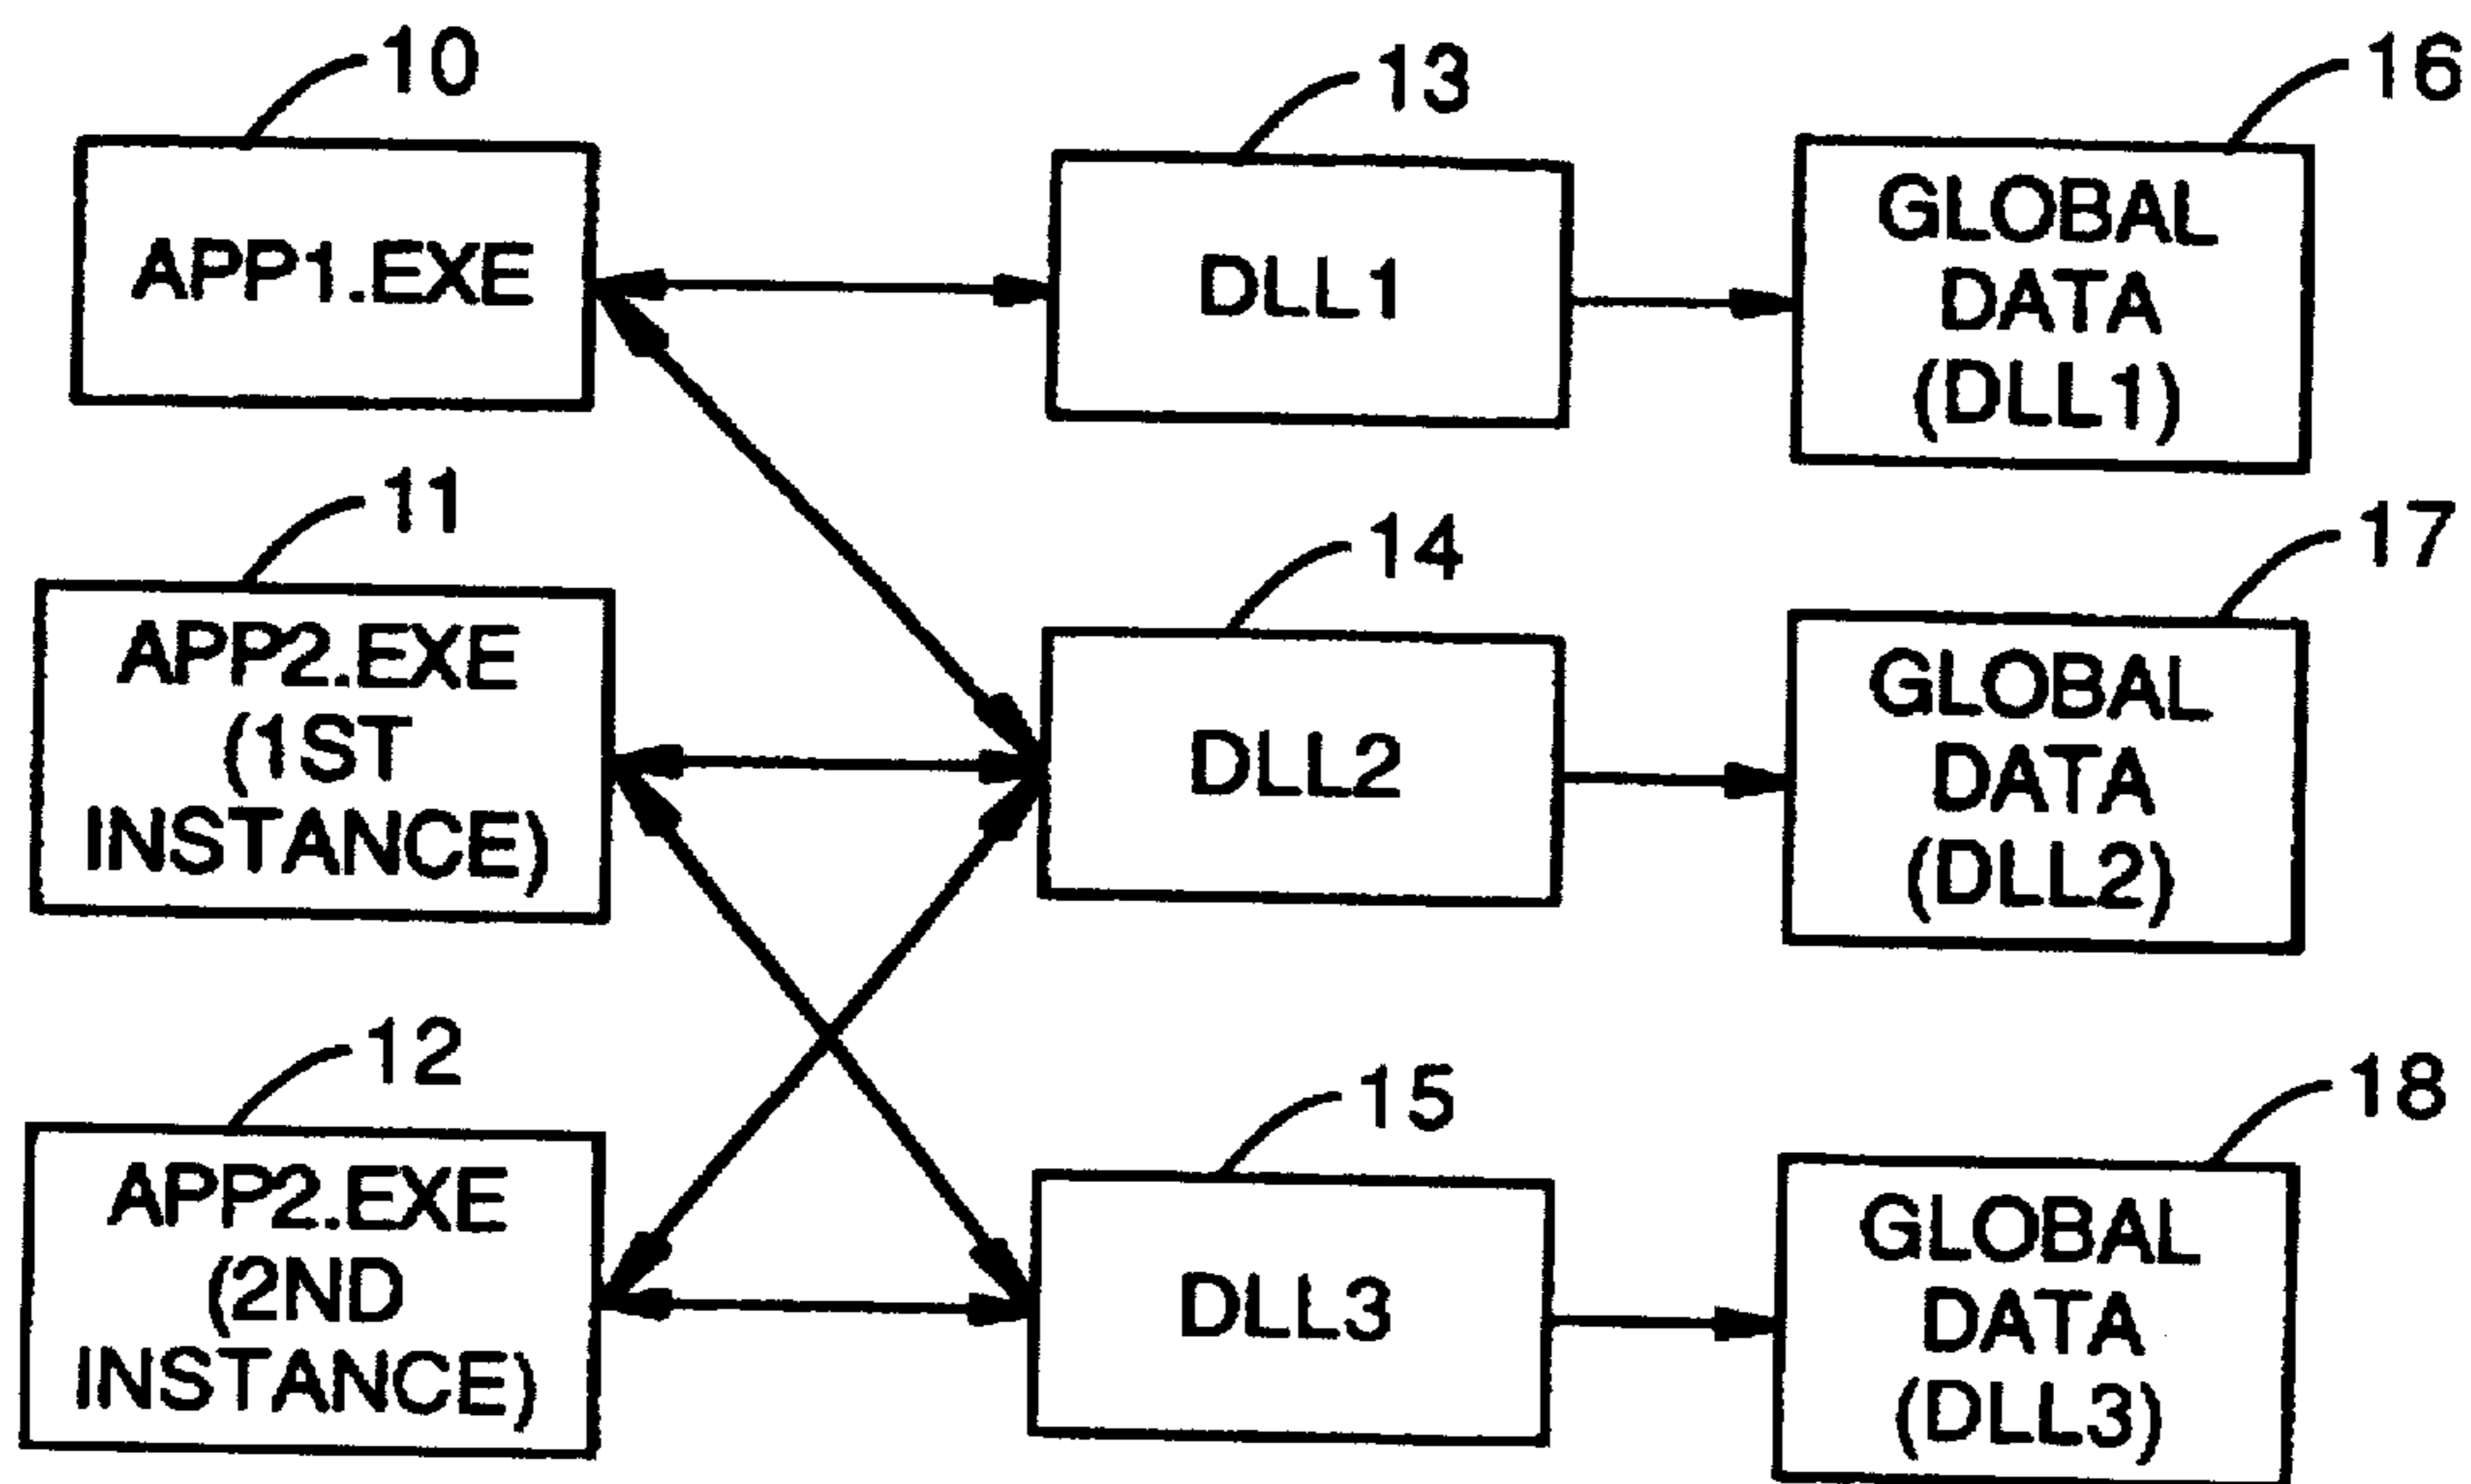 10
13
16
APP1.EXE
DLL1
GLOBAL
DATA
(DLL1)
11
14
17
APP2.EXE
(1ST
INSTANCE)
DLL2
GLOBAL
DATA
(DLL2)
12
15
18
APP2.EXE
(2ND
INSTANCE)
DLL3
GLOBAL
DATA
(DLL3)